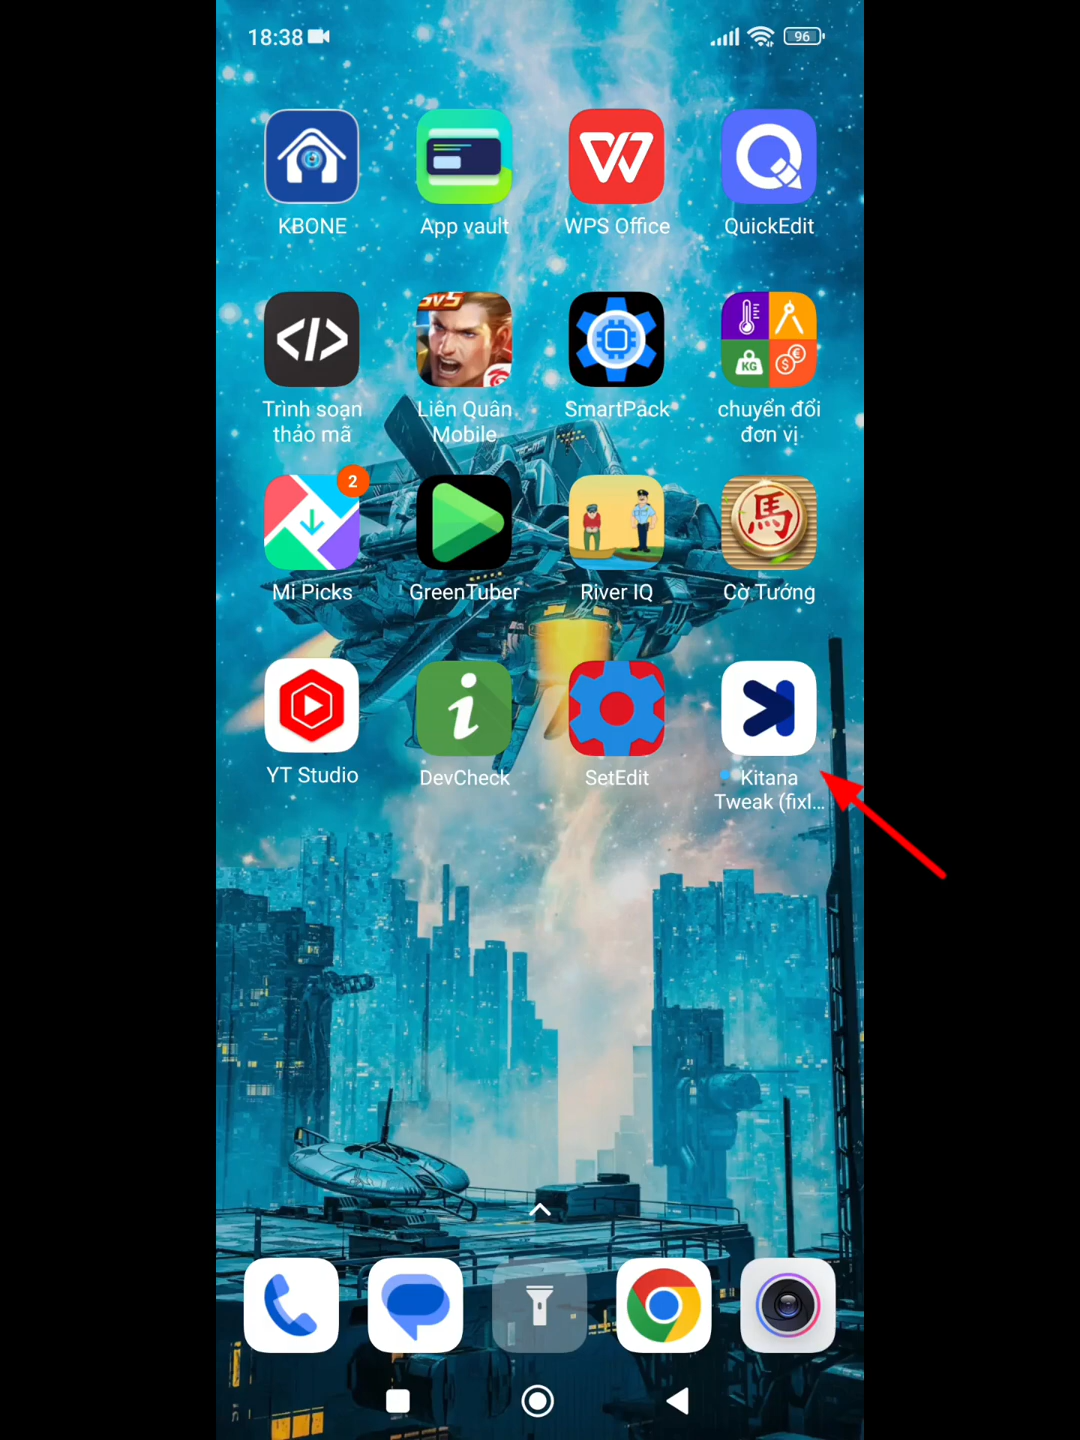 18:38
96
KBONE
App vault
WPS Office
QuickEdit
5V5
KG
$
€
Trình soạn
thảo mã
Liên Quân
Mobile
SmartPack
chuyển đổi
đơn vị
2
馬
Mi Picks
GreenTuber
River IQ
Cờ Tướng
i
YT Studio
DevCheck
SetEdit
Kitana
Tweak (fixl...